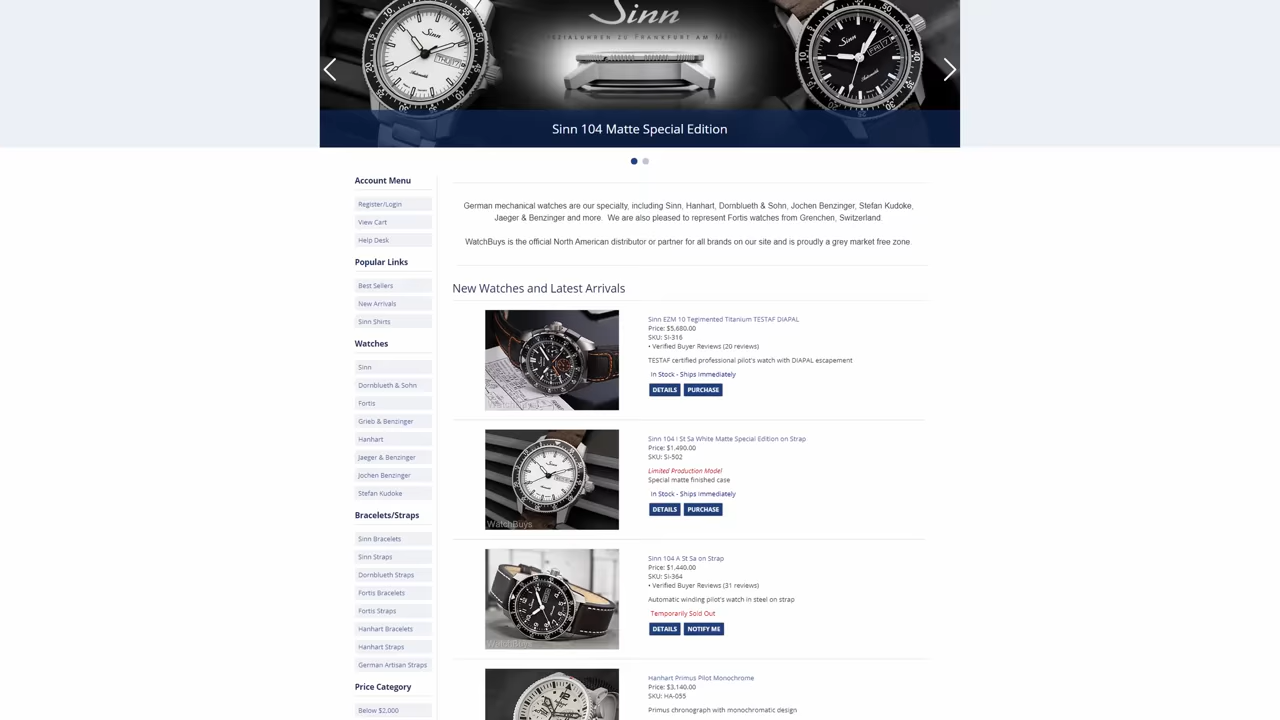 Sinn
Sinn
Sinn
Sinn 104 Matte Special Edition
Account Menu
Register/Login
View Cart
Help Desk
Popular Links
Best Sellers
New Arrivals
Sinn Shirts
Watches
Sinn
Dornblueth & Sohn
Fortis
Grieb & Benzinger
Hanhart
Jaeger & Benzinger
Jochen Benzinger
Stefan Kudoke
Bracelets/Straps
Sinn Bracelets
Sinn Straps
Dornblueth Straps
Fortis Bracelets
Fortis Straps
Hanhart Bracelets
Hanhart Straps
German Artisan Straps
Price Category
Below $2,000
German mechanical watches are our specialty, including Sinn, Hanhart, Dornblueth & Sohn, Jochen Benzinger, Stefan Kudoke,
Jaeger & Benzinger and more. We are also pleased to represent Fortis watches from Grenchen, Switzerland
WatchBuys is the official North American distributor or partner for all brands on our site and is proudly a grey market free zone.
New Watches and Latest Arrivals
Sinn EZM 10 Tegimented Titanium TESTAF DIAPAL
Price: $5,680.00
SKU: SI-316
• Verified Buyer Reviews (20 reviews)
TESTAF certified professional pilot's watch with DIAPAL escapement
In Stock - Ships Immediately
DETAILS PURCHASE
WatchBuys
Sinn 104 I St Sa White Matte Special Edition on Strap
Price: $1,490.00
SKU: SI-502
Limited Production Model
Special matte finished case
In Stock - Ships Immediately
DETAILS PURCHASE
Sinn
WatchBuys
Sinn 104 A St Sa on Strap
Price: $1,440.00
SKU: SI-364
• Verified Buyer Reviews (31 reviews)
Automatic winding pilot's watch in steel on strap
Temporarily Sold Out
DETAILS NOTIFY ME
WatchBuys
Hanhart Primus Pilot Monochrome
Price: $3,140.00
SKU: HA-055
Primus chronograph with monochromatic design